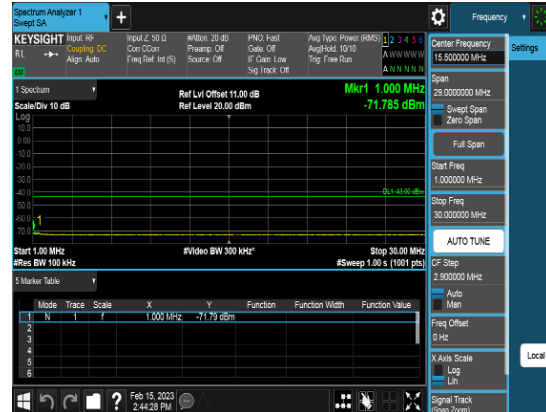 Spectrum Analyzer 1
Swept SA
+
Frequency
KEYSIGHT Input: RF Input Z: 50 Ω #Atten: 20 dB PNO: Fast Avg Type: Power (RMS) 1 2 3 4 5 6
RL Coupling: DC Corr CCorr Preamp: Off Gate: Off Avg|Hold: 10/10 A W W W W W
Align: Auto Freq Ref: Int (S) Source: Off IF Gain: Low Trig: Free Run
Sig Track: Off A N N N N N
1 Spectrum
Scale/Div 10 dB
Ref Lvl Offset 11.00 dB
Ref Level 20.00 dBm
Mkr1 1.000 MHz
-71.785 dBm
Log
10.0
0.00
-10.0
-20.0
-30.0
-40.0
-50.0
-60.0
-70.0
DL1 -43.00 dBm
1
Start 1.00 MHz #Video BW 300 kHz* Stop 30.00 MHz
#Res BW 100 kHz #Sweep 1.00 s (1001 pts)
5 Marker Table
Mode Trace Scale X Y Function Function Width Function Value
1 N 1 f 1.000 MHz -71.79 dBm
2
3
4
5
6
Feb 15, 2023
2:44:28 PM
?
Center Frequency
15.500000 MHz
Settings
Span
29.0000000 MHz
Swept Span
Zero Span
Full Span
Start Freq
1.000000 MHz
Stop Freq
30.000000 MHz
AUTO TUNE
CF Step
2.900000 MHz
Auto
Man
Freq Offset
0 Hz
X Axis Scale
Log
Lin
Local
Signal Track
(Span Zoom)